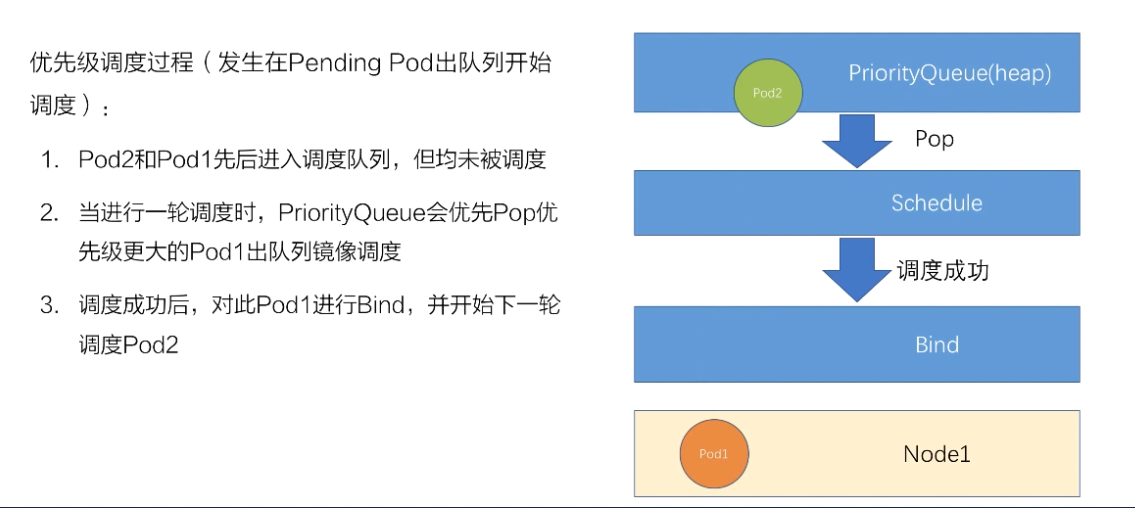 优先级调度过程（发生在Pending Pod出队列开始
调度）：
1. Pod2和Pod1先后进入调度队列，但均未被调度
2. 当进行一轮调度时，PriorityQueue会优先Pop优
先级更大的Pod1出队列镜像调度
3. 调度成功后，对此Pod1进行Bind，并开始下一轮
调度Pod2
PriorityQueue(heap)
Pod2
Pop
Schedule
调度成功
Bind
Pod1
Node1